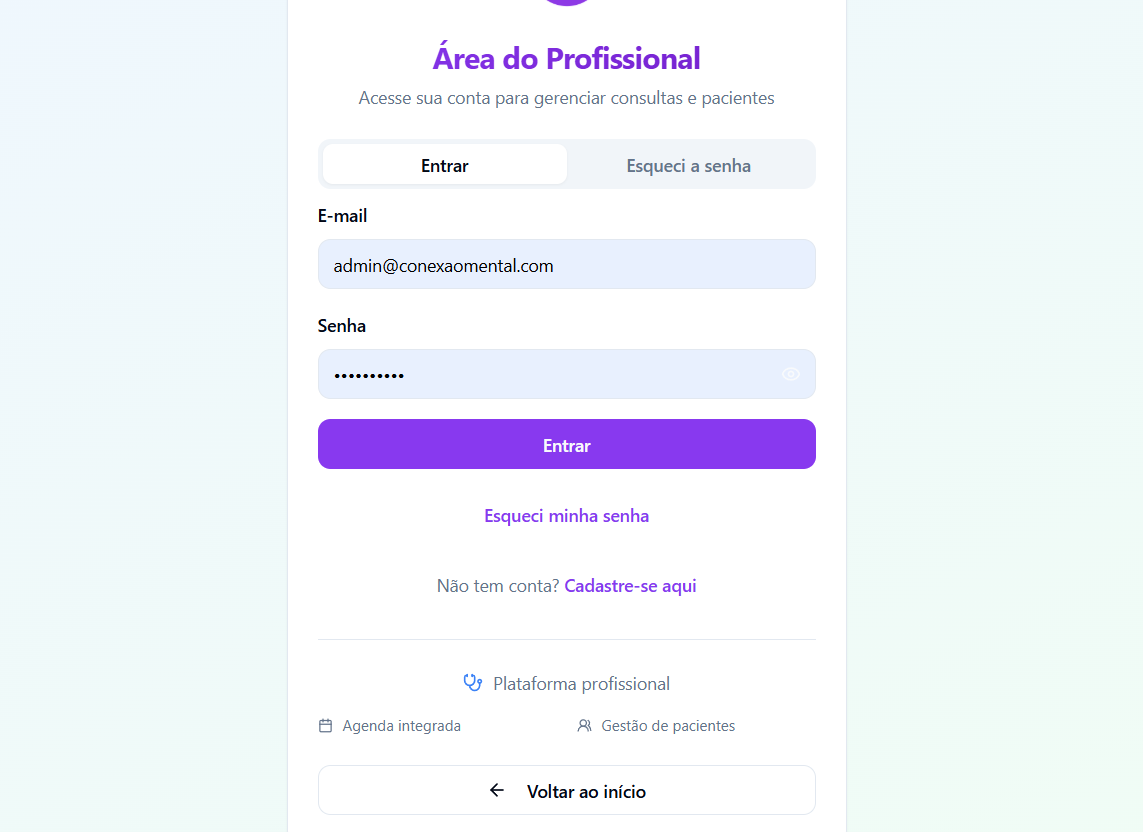 Área do Profissional
Acesse sua conta para gerenciar consultas e pacientes
Entrar
Esqueci a senha
E-mail
admin@conexaomental.com
Senha
••••••••••
Entrar
Esqueci minha senha
Não tem conta? Cadastre-se aqui
Plataforma profissional
Agenda integrada
Gestão de pacientes
Voltar ao início